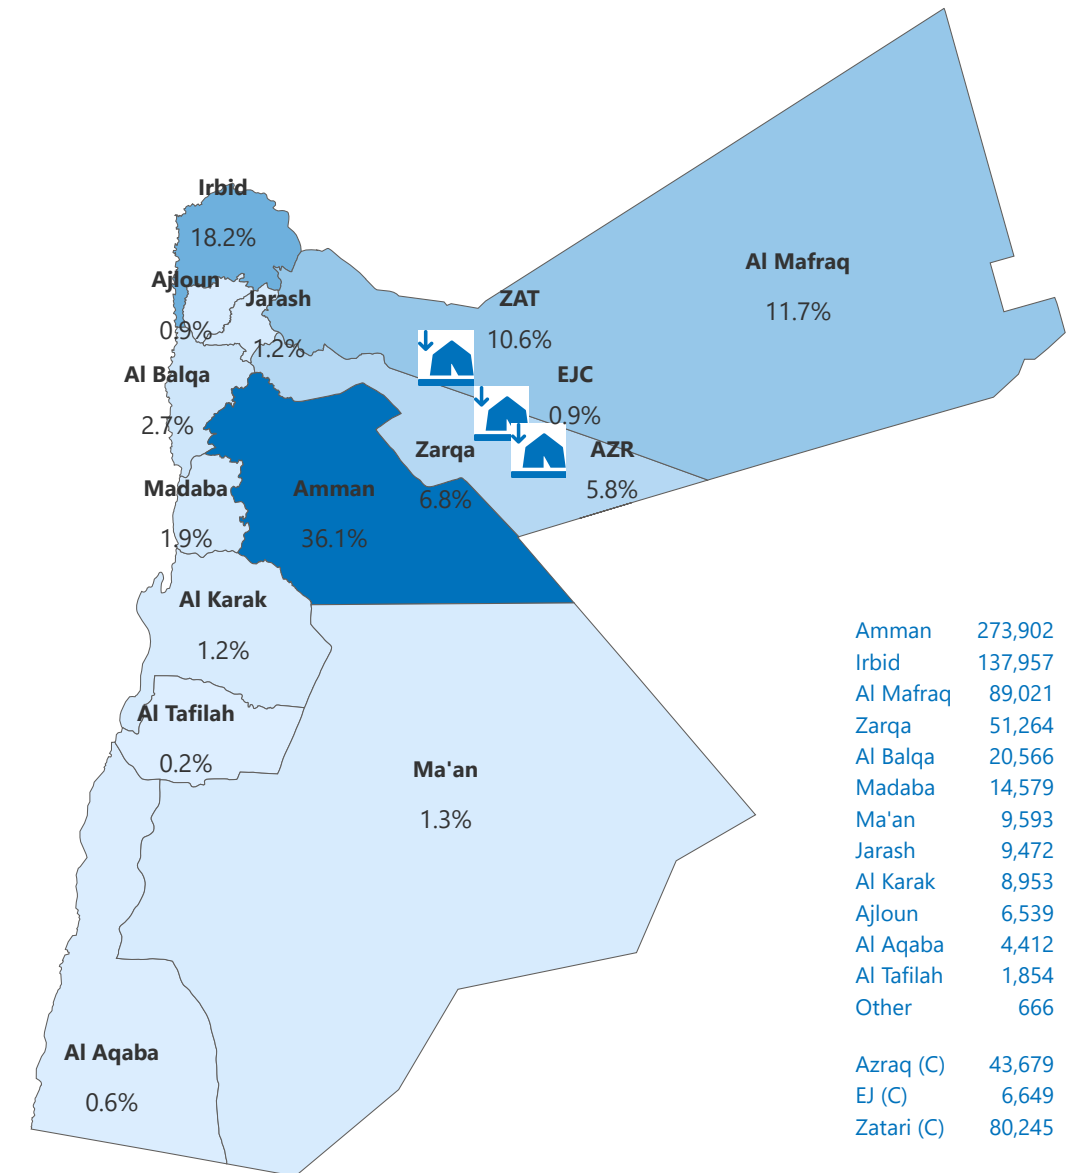 Irbid
18.2%
Al Mafraq
11.7%
Ajloun
0.9%
Jarash
1.2%
ZAT
10.6%
EJC
0.9%
Al Balqa
2.7%
Zarqa
6.8%
AZR
5.8%
Madaba
1.9%
Amman
36.1%
Al Karak
1.2%
Al Tafilah
0.2%
Ma'an
1.3%
Al Aqaba
0.6%
Amman 273,902
Irbid 137,957
Al Mafraq 89,021
Zarqa 51,264
Al Balqa 20,566
Madaba 14,579
Ma'an 9,593
Jarash 9,472
Al Karak 8,953
Ajloun 6,539
Al Aqaba 4,412
Al Tafilah 1,854
Other 666
Azraq (C) 43,679
EJ (C) 6,649
Zatari (C) 80,245